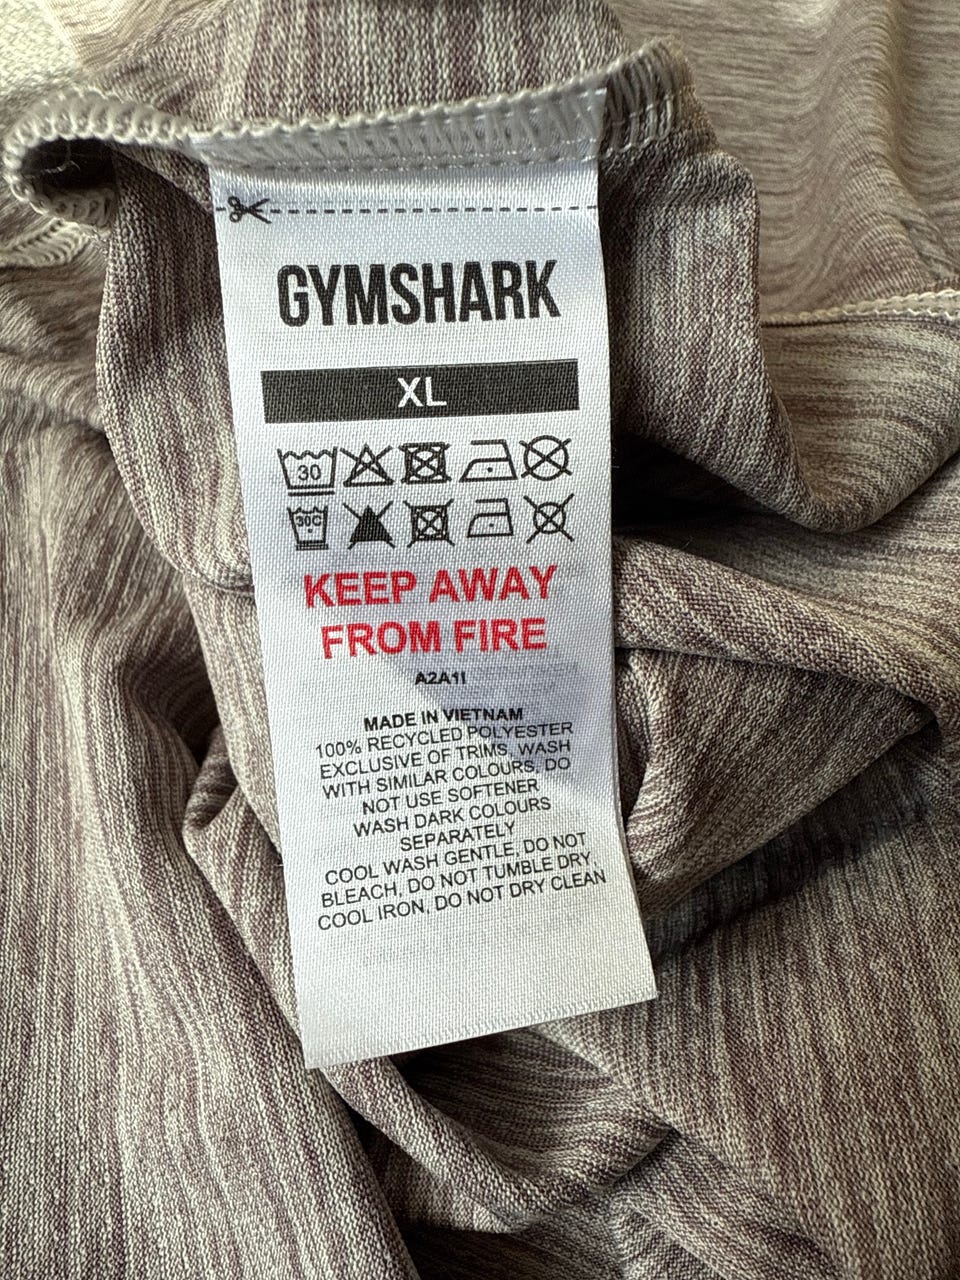 GYMSHARK
XL
30
30C
KEEP AWAY
FROM FIRE
A2A1I
MADE IN VIETNAM
100% RECYCLED POLYESTER
EXCLUSIVE OF TRIMS, WASH
WITH SIMILAR COLOURS, DO
NOT USE SOFTENER
WASH DARK COLOURS
SEPARATELY
COOL WASH GENTLE, DO NOT
BLEACH, DO NOT TUMBLE DRY,
COOL IRON, DO NOT DRY CLEAN